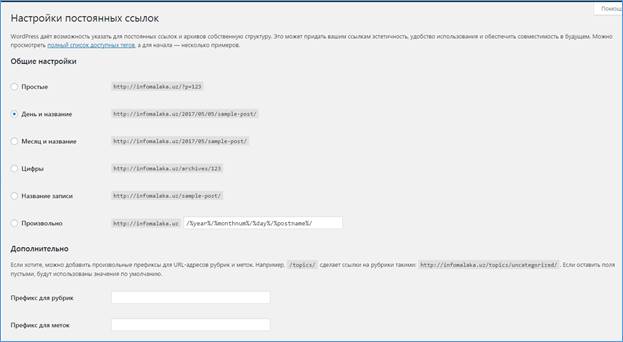 Помощ
Настройки постоянных ссылок
WordPress даёт возможность указать для постоянных ссылок и архивов собственную структуру. Это может придать вашим ссылкам эстетичность, удобство использования и обеспечить совместимость в будущем. Можно
просмотреть полный список доступных тегов, а для начала — несколько примеров.
Общие настройки
Простые http://infomalaka.uz/?p=123
День и название http://infomalaka.uz/2017/05/05/sample-post/
Месяц и название http://infomalaka.uz/2017/05/sample-post/
Цифры http://infomalaka.uz/archives/123
Название записи http://infomalaka.uz/sample-post/
Произвольно http://infomalaka.uz /%year%/%monthnum%/%day%/%postname%/
Дополнительно
Если хотите, можно добавить произвольные префиксы для URL-адресов рубрик и меток. Например, /topics/ сделает ссылки на рубрики такими: http://infomalaka.uz/topics/uncategorized/ . Если оставить поля
пустыми, будут использованы значения по умолчанию.
Префикс для рубрик
Префикс для меток